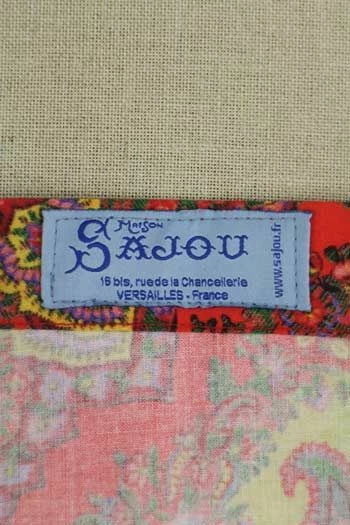 MAISON
SAJOU
16 bis, rue de la Chancellerie
VERSAILLES - France
www.sajou.fr